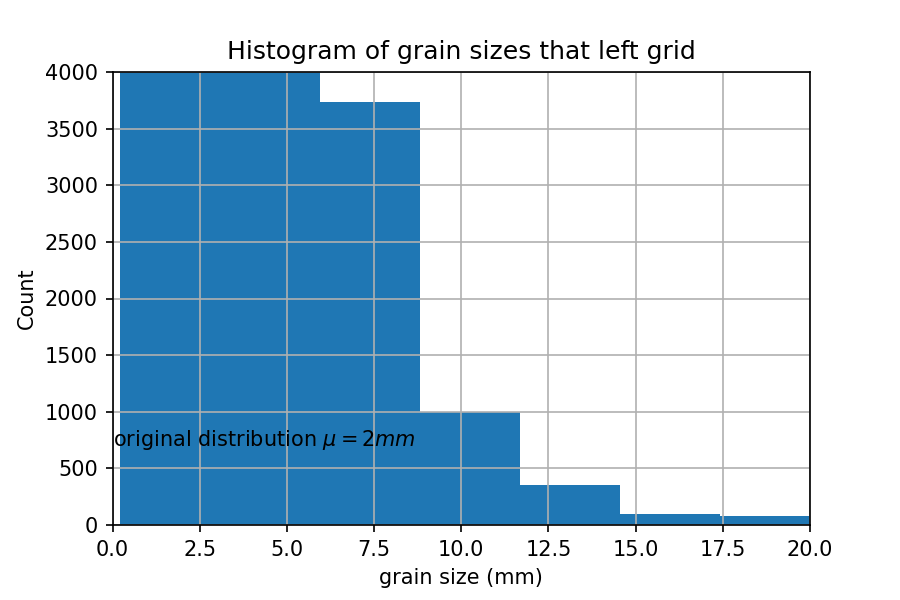 Histogram of grain sizes that left grid
4000
3500
3000
2500
2000
1500
1000
500
0
Count
original distribution μ = 2mm
0.0 2.5 5.0 7.5 10.0 12.5 15.0 17.5 20.0
grain size (mm)